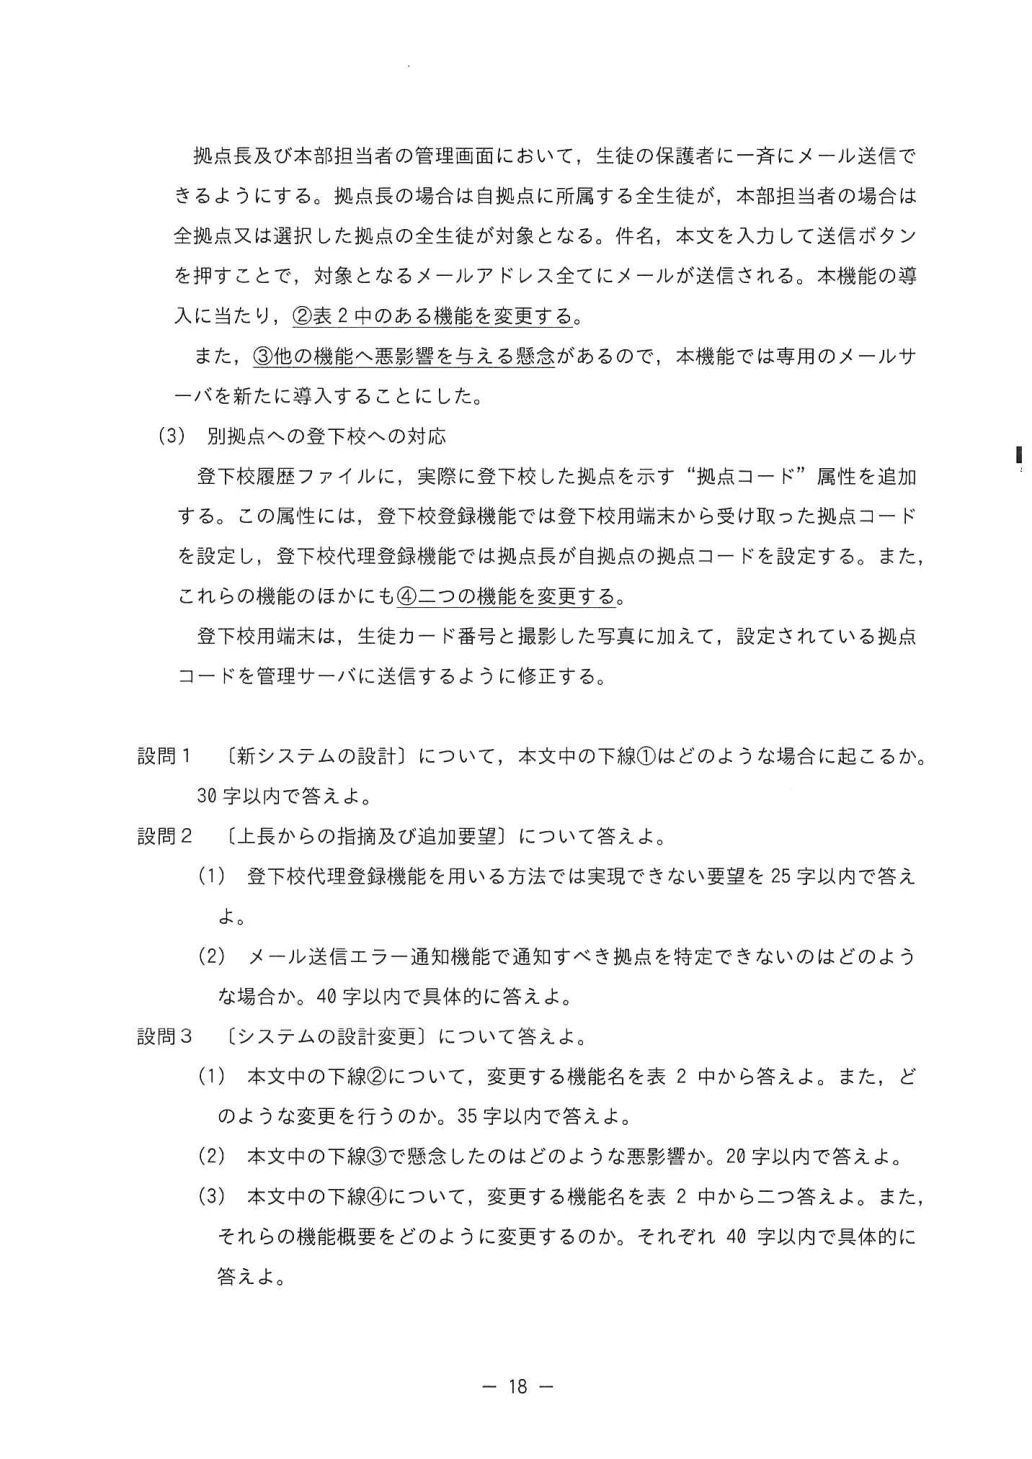 拠点長及び本部担当者の管理画面において，生徒の保護者に一斉にメール送信で
きるようにする。拠点長の場合は自拠点に所属する全生徒が，本部担当者の場合は
全拠点又は選択した拠点の全生徒が対象となる。件名，本文を入力して送信ボタン
を押すことで，対象となるメールアドレス全てにメールが送信される。本機能の導
入に当たり，②表 2 中のある機能を変更する。
また，③他の機能へ悪影響を与える懸念があるので，本機能では専用のメールサ
ーバを新たに導入することにした。
(3) 別拠点への登下校への対応
登下校履歴ファイルに，実際に登下校した拠点を示す“拠点コード”属性を追加
する。この属性には，登下校登録機能では登下校用端末から受け取った拠点コード
を設定し，登下校代理登録機能では拠点長が自拠点の拠点コードを設定する。また，
これらの機能のほかにも④二つの機能を変更する。
登下校用端末は，生徒カード番号と撮影した写真に加えて，設定されている拠点
コードを管理サーバに送信するように修正する。
設問1 〔新システムの設計〕について，本文中の下線①はどのような場合に起こるか。
30 字以内で答えよ。
設問2 〔上長からの指摘及び追加要望〕について答えよ。
(1) 登下校代理登録機能を用いる方法では実現できない要望を 25 字以内で答え
よ。
(2) メール送信エラー通知機能で通知すべき拠点を特定できないのはどのよう
な場合か。40 字以内で具体的に答えよ。
設問3 〔システムの設計変更〕について答えよ。
(1) 本文中の下線②について，変更する機能名を表 2 中から答えよ。また，ど
のような変更を行うのか。35 字以内で答えよ。
(2) 本文中の下線③で懸念したのはどのような悪影響か。20 字以内で答えよ。
(3) 本文中の下線④について，変更する機能名を表 2 中から二つ答えよ。また，
それらの機能概要をどのように変更するのか。それぞれ 40 字以内で具体的に
答えよ。
－ 18 －